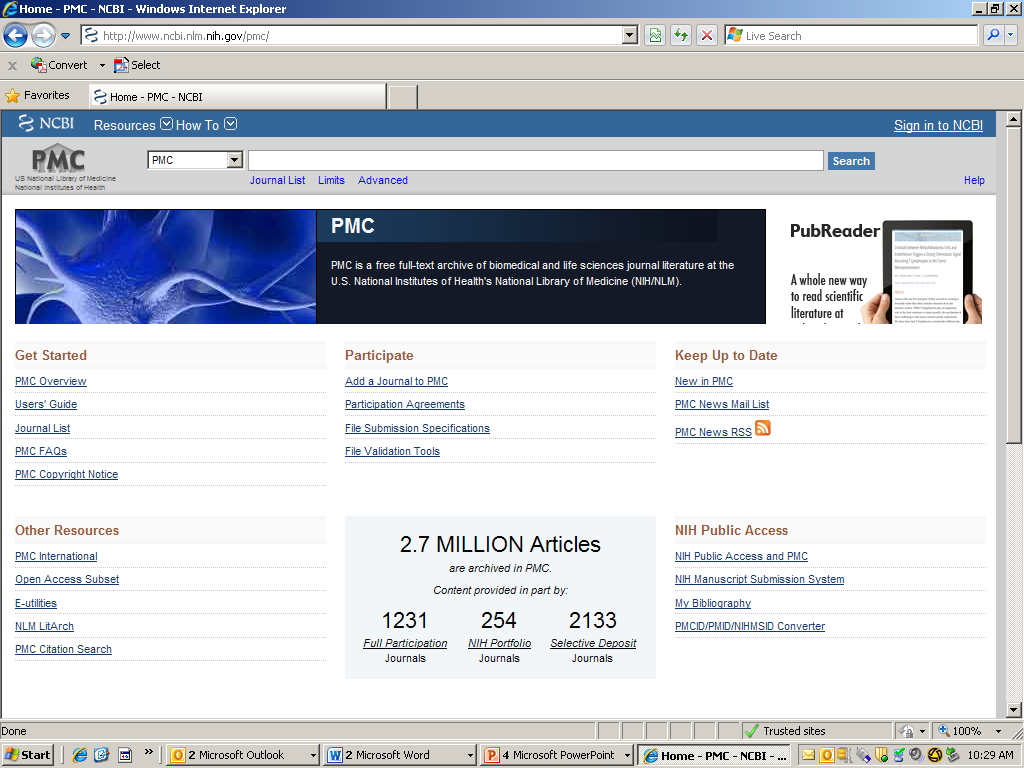 Home - PMC - NCBI - Windows Internet Explorer
http://www.ncbi.nlm.nih.gov/pmc/
Live Search
Convert Select
Favorites Home - PMC - NCBI
NCBI Resources How To Sign in to NCBI
PMC PMC Search
US National Library of Medicine
National Institutes of Health
Journal List Limits Advanced Help
PMC
PMC is a free full-text archive of biomedical and life sciences journal literature at the
U.S. National Institutes of Health's National Library of Medicine (NIH/NLM).
PubReader
A whole new way
to read scientific
literature at
Get Started
PMC Overview
Users' Guide
Journal List
PMC FAQs
PMC Copyright Notice
Participate
Add a Journal to PMC
Participation Agreements
File Submission Specifications
File Validation Tools
Keep Up to Date
New in PMC
PMC News Mail List
PMC News RSS
Other Resources
PMC International
Open Access Subset
E-utilities
NLM LitArch
PMC Citation Search
2.7 MILLION Articles
are archived in PMC.
Content provided in part by:
1231 254 2133
Full Participation NIH Portfolio Selective Deposit
Journals Journals Journals
NIH Public Access
NIH Public Access and PMC
NIH Manuscript Submission System
My Bibliography
PMCID/PMID/NIHMSID Converter
Done Trusted sites 100%
Start 2 Microsoft Outlook 2 Microsoft Word 4 Microsoft PowerPoint Home - PMC - NCBI - ... 10:29 AM